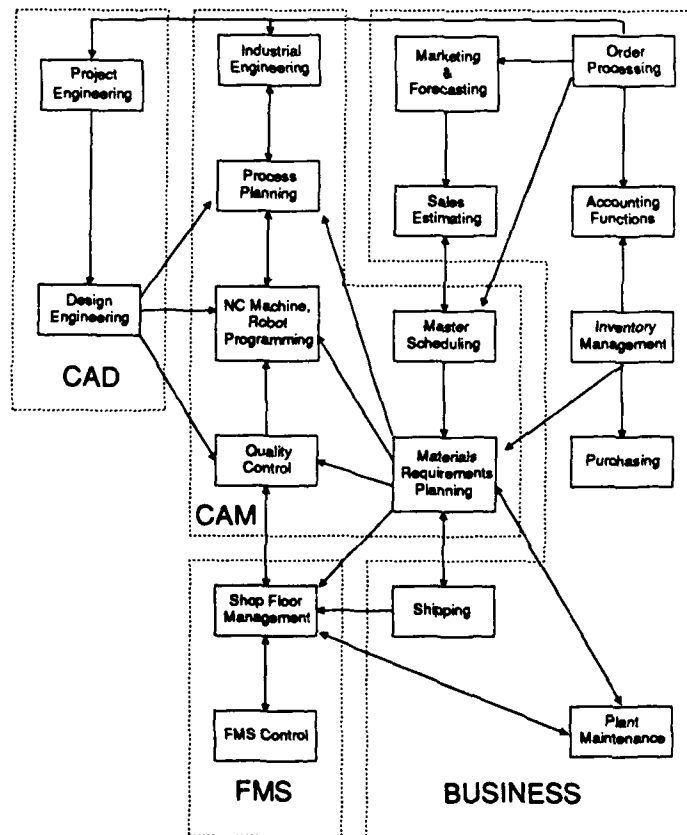 Project
Engineering
Industrial
Engineering
Marketing
&
Forecasting
Order
Processing
Process
Planning
Sales
Estimating
Accounting
Functions
Design
Engineering
NC Machine,
Robot
Programming
Master
Scheduling
Inventory
Management
CAD
Quality
Control
Materials
Requirements
Planning
Purchasing
CAM
Shop Floor
Management
Shipping
FMS Control
Plant
Maintenance
FMS
BUSINESS